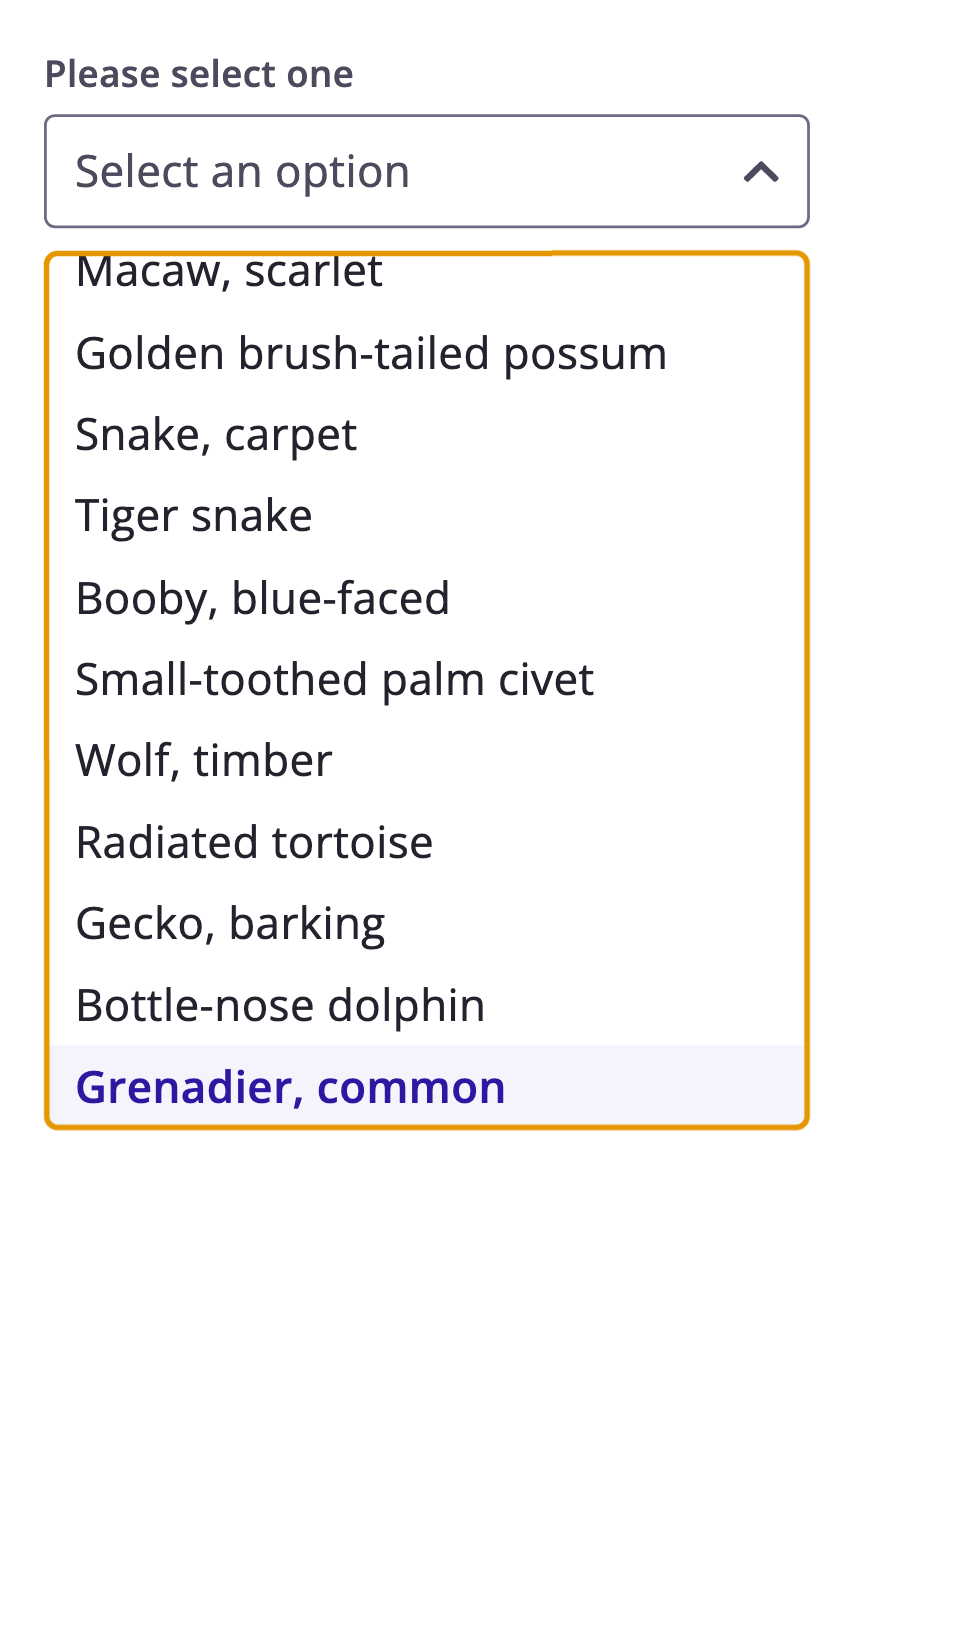 Please select one
Select an option
Macaw, scarlet
Golden brush-tailed possum
Snake, carpet
Tiger snake
Booby, blue-faced
Small-toothed palm civet
Wolf, timber
Radiated tortoise
Gecko, barking
Bottle-nose dolphin
Grenadier, common